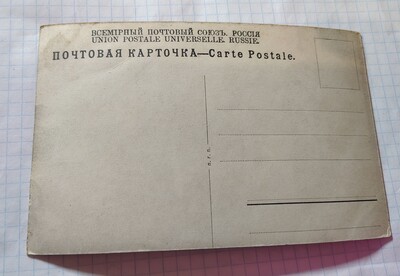 ВСЕМІРНЫЙ ПОЧТОВЫЙ СОЮЗЪ. РОССІЯ
UNION POSTALE UNIVERSELLE. RUSSIE.
ПОЧТОВАЯ КАРТОЧКА—Carte Postale.